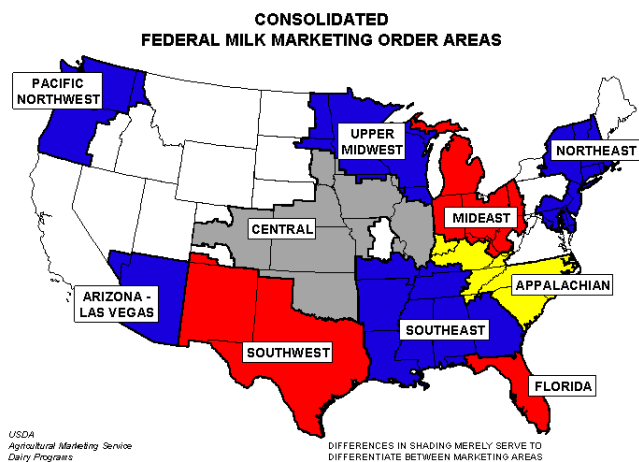 CONSOLIDATED
FEDERAL MILK MARKETING ORDER AREAS
PACIFIC
NORTHWEST
UPPER
MIDWEST
NORTHEAST
MIDEAST
CENTRAL
APPALACHIAN
ARIZONA -
LAS VEGAS
SOUTHEAST
SOUTHWEST
FLORIDA
USDA
Agricultural Marketing Service
Dairy Programs
DIFFERENCES IN SHADING MERELY SERVE TO
DIFFERENTIATE BETWEEN MARKETING AREAS